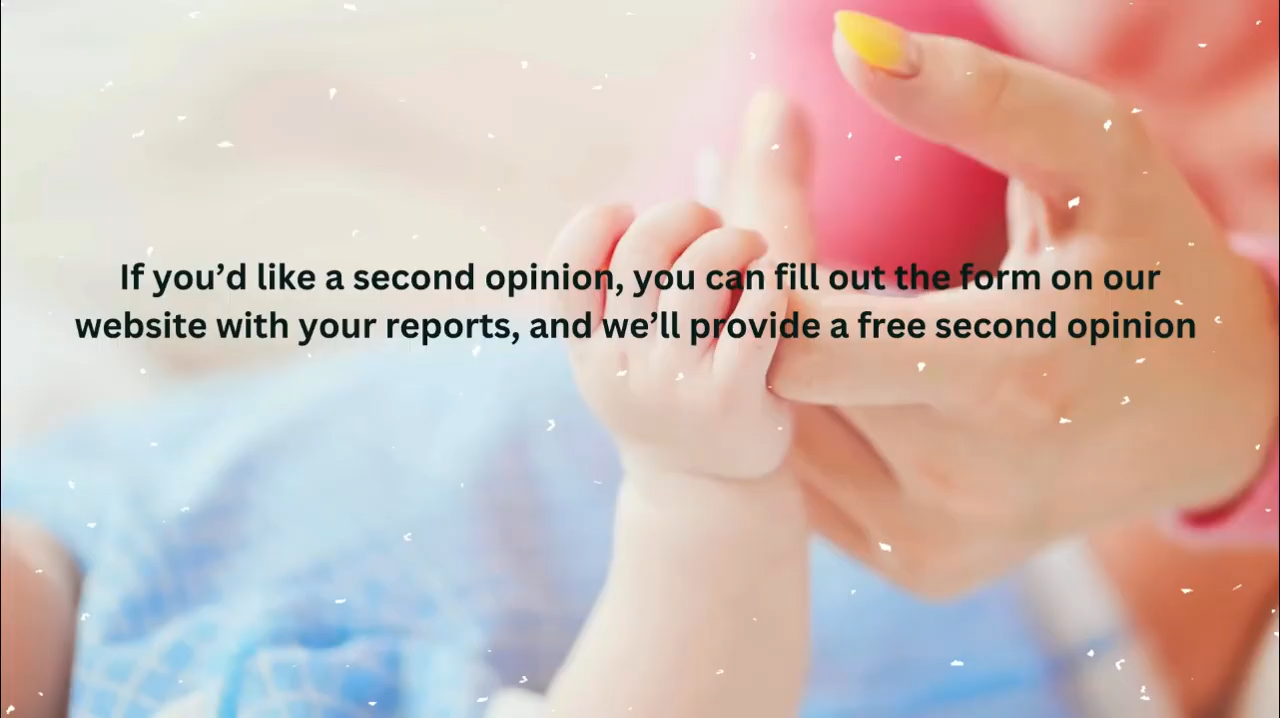 If you’d like a second opinion, you can fill out the form on our
website with your reports, and we’ll provide a free second opinion